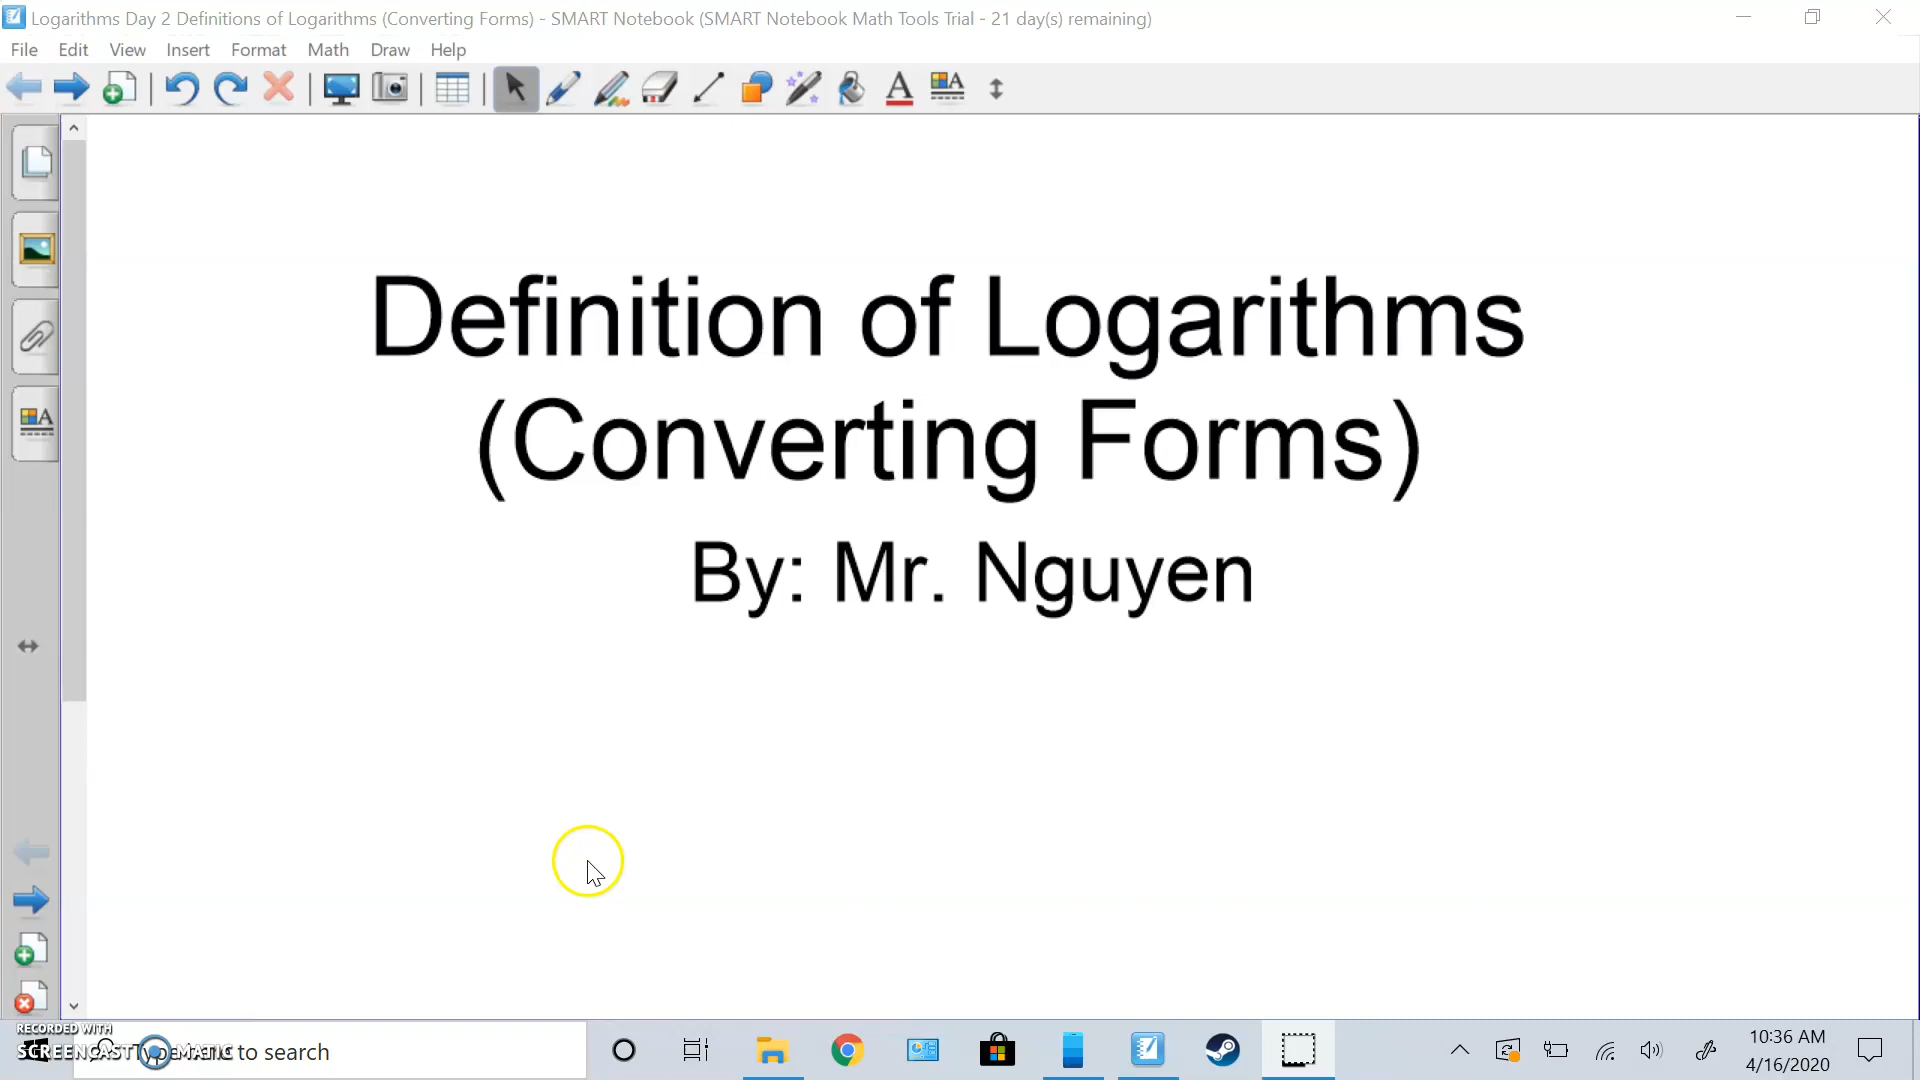 Logarithms Day 2 Definitions of Logarithms (Converting Forms) - SMART Notebook (SMART Notebook Math Tools Trial - 21 day(s) remaining)
File Edit View Insert Format Math Draw Help
Definition of Logarithms
(Converting Forms)
By: Mr. Nguyen
RECORDED WITH
SCREENCAST MATIC
to search
10:36 AM
4/16/2020